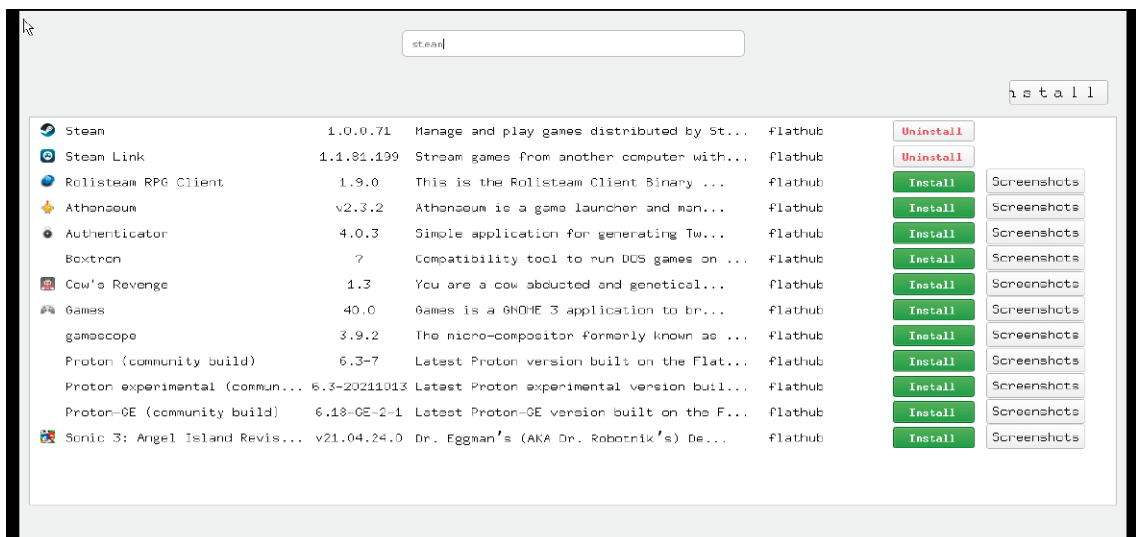 steam
nstall
Steam 1.0.0.71 Manage and play games distributed by St... flathub Uninstall
Steam Link 1.1.81.199 Stream games from another computer with... flathub Uninstall
Rolisteam RPG Client 1.9.0 This is the Rolisteam Client Binary ... flathub Install Screenshots
Athenaeum v2.3.2 Athenaeum is a game launcher and man... flathub Install Screenshots
Authenticator 4.0.3 Simple application for generating Tw... flathub Install Screenshots
Boxtron ? Compatibility tool to run DOS games on ... flathub Install Screenshots
Cow's Revenge 1.3 You are a cow abducted and genetical... flathub Install Screenshots
Games 40.0 Games is a GNOME 3 application to br... flathub Install Screenshots
gamescope 3.9.2 The micro-compositor formerly known as ... flathub Install Screenshots
Proton (community build) 6.3-7 Latest Proton version built on the Flat... flathub Install Screenshots
Proton experimental (commun... 6.3-20211013 Latest Proton experimental version buil... flathub Install Screenshots
Proton-GE (community build) 6.18-GE-2-1 Latest Proton-GE version built on the F... flathub Install Screenshots
Sonic 3: Angel Island Revis... v21.04.24.0 Dr. Eggman's (AKA Dr. Robotnik's) De... flathub Install Screenshots